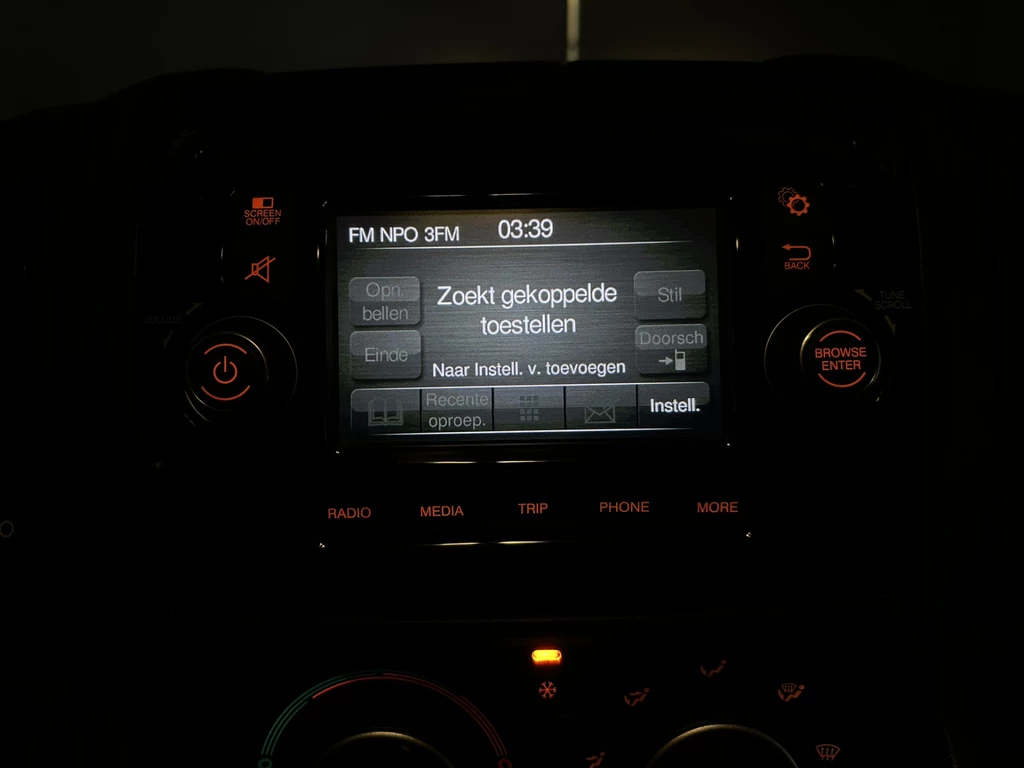 SCREEN
ON/OFF
VOLUME
FM NPO 3FM 03:39
Opn.
bellen
Zoekt gekoppelde
toestellen
Stil
Einde
Doorsch
Naar Instell. v. toevoegen
Recente
oproep.
Instell.
BACK
TUNE
SCROLL
BROWSE
ENTER
RADIO MEDIA TRIP PHONE MORE